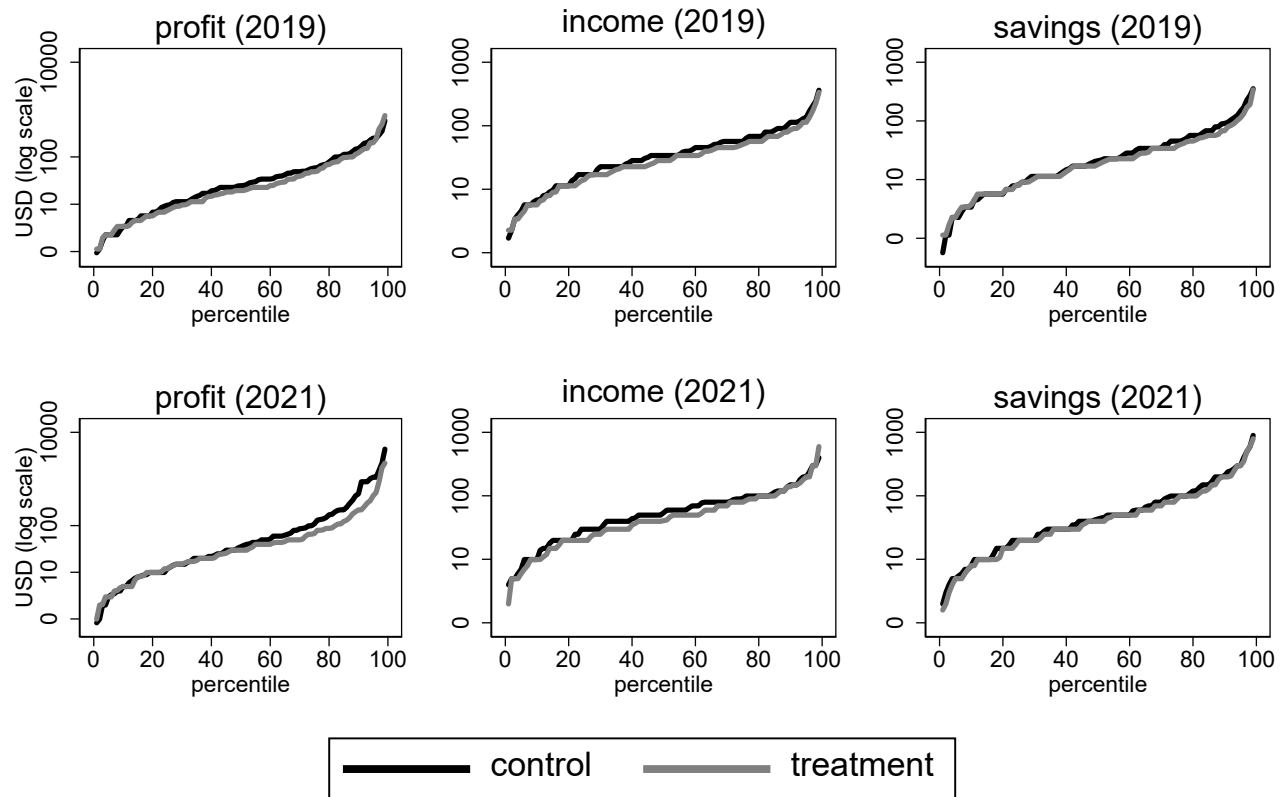 profit (2019)
income (2019)
savings (2019)
USD (log scale)
10000
100
10
0
1000
100
10
0
1000
100
10
0
0 20 40 60 80 100
0 20 40 60 80 100
0 20 40 60 80 100
percentile
percentile
percentile
profit (2021)
income (2021)
savings (2021)
USD (log scale)
10000
100
10
0
1000
100
10
0
1000
100
10
0
0 20 40 60 80 100
0 20 40 60 80 100
0 20 40 60 80 100
percentile
percentile
percentile
control
treatment